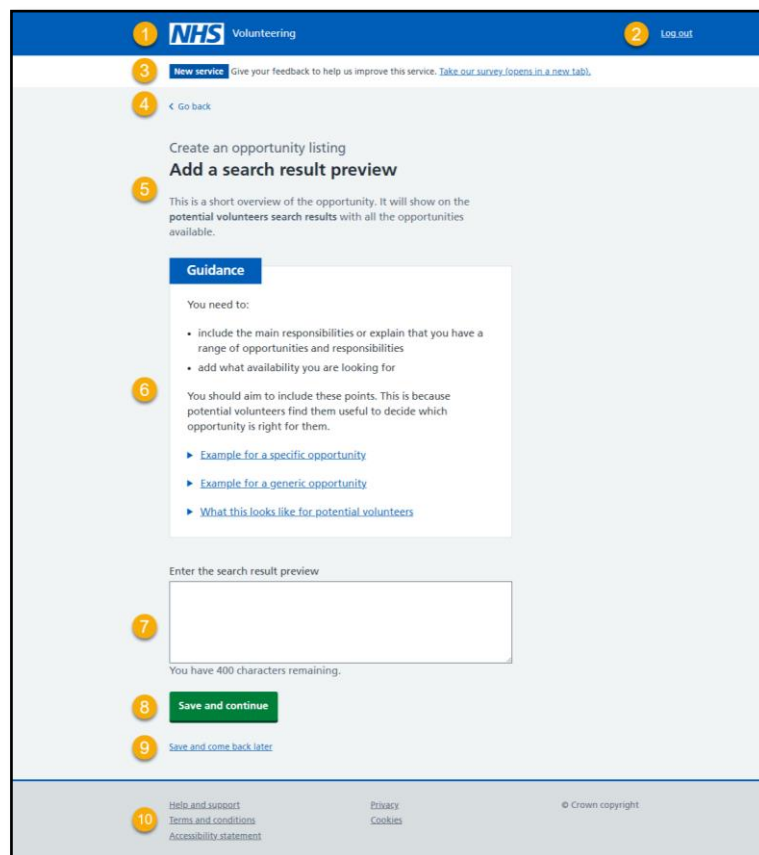 1 NHS Volunteering 2 Log out
3 New service Give your feedback to help us improve this service. Take our survey (opens in a new tab).
4 < Go back
Create an opportunity listing
Add a search result preview
5
This is a short overview of the opportunity. It will show on the
potential volunteers search results with all the opportunities
available.
Guidance
You need to:
• include the main responsibilities or explain that you have a
range of opportunities and responsibilities
• add what availability you are looking for
6
You should aim to include these points. This is because
potential volunteers find them useful to decide which
opportunity is right for them.
Example for a specific opportunity
Example for a generic opportunity
What this looks like for potential volunteers
Enter the search result preview
7
You have 400 characters remaining.
8 Save and continue
9 Save and come back later
Help and support Privacy © Crown copyright
10 Terms and conditions Cookies
Accessibility statement